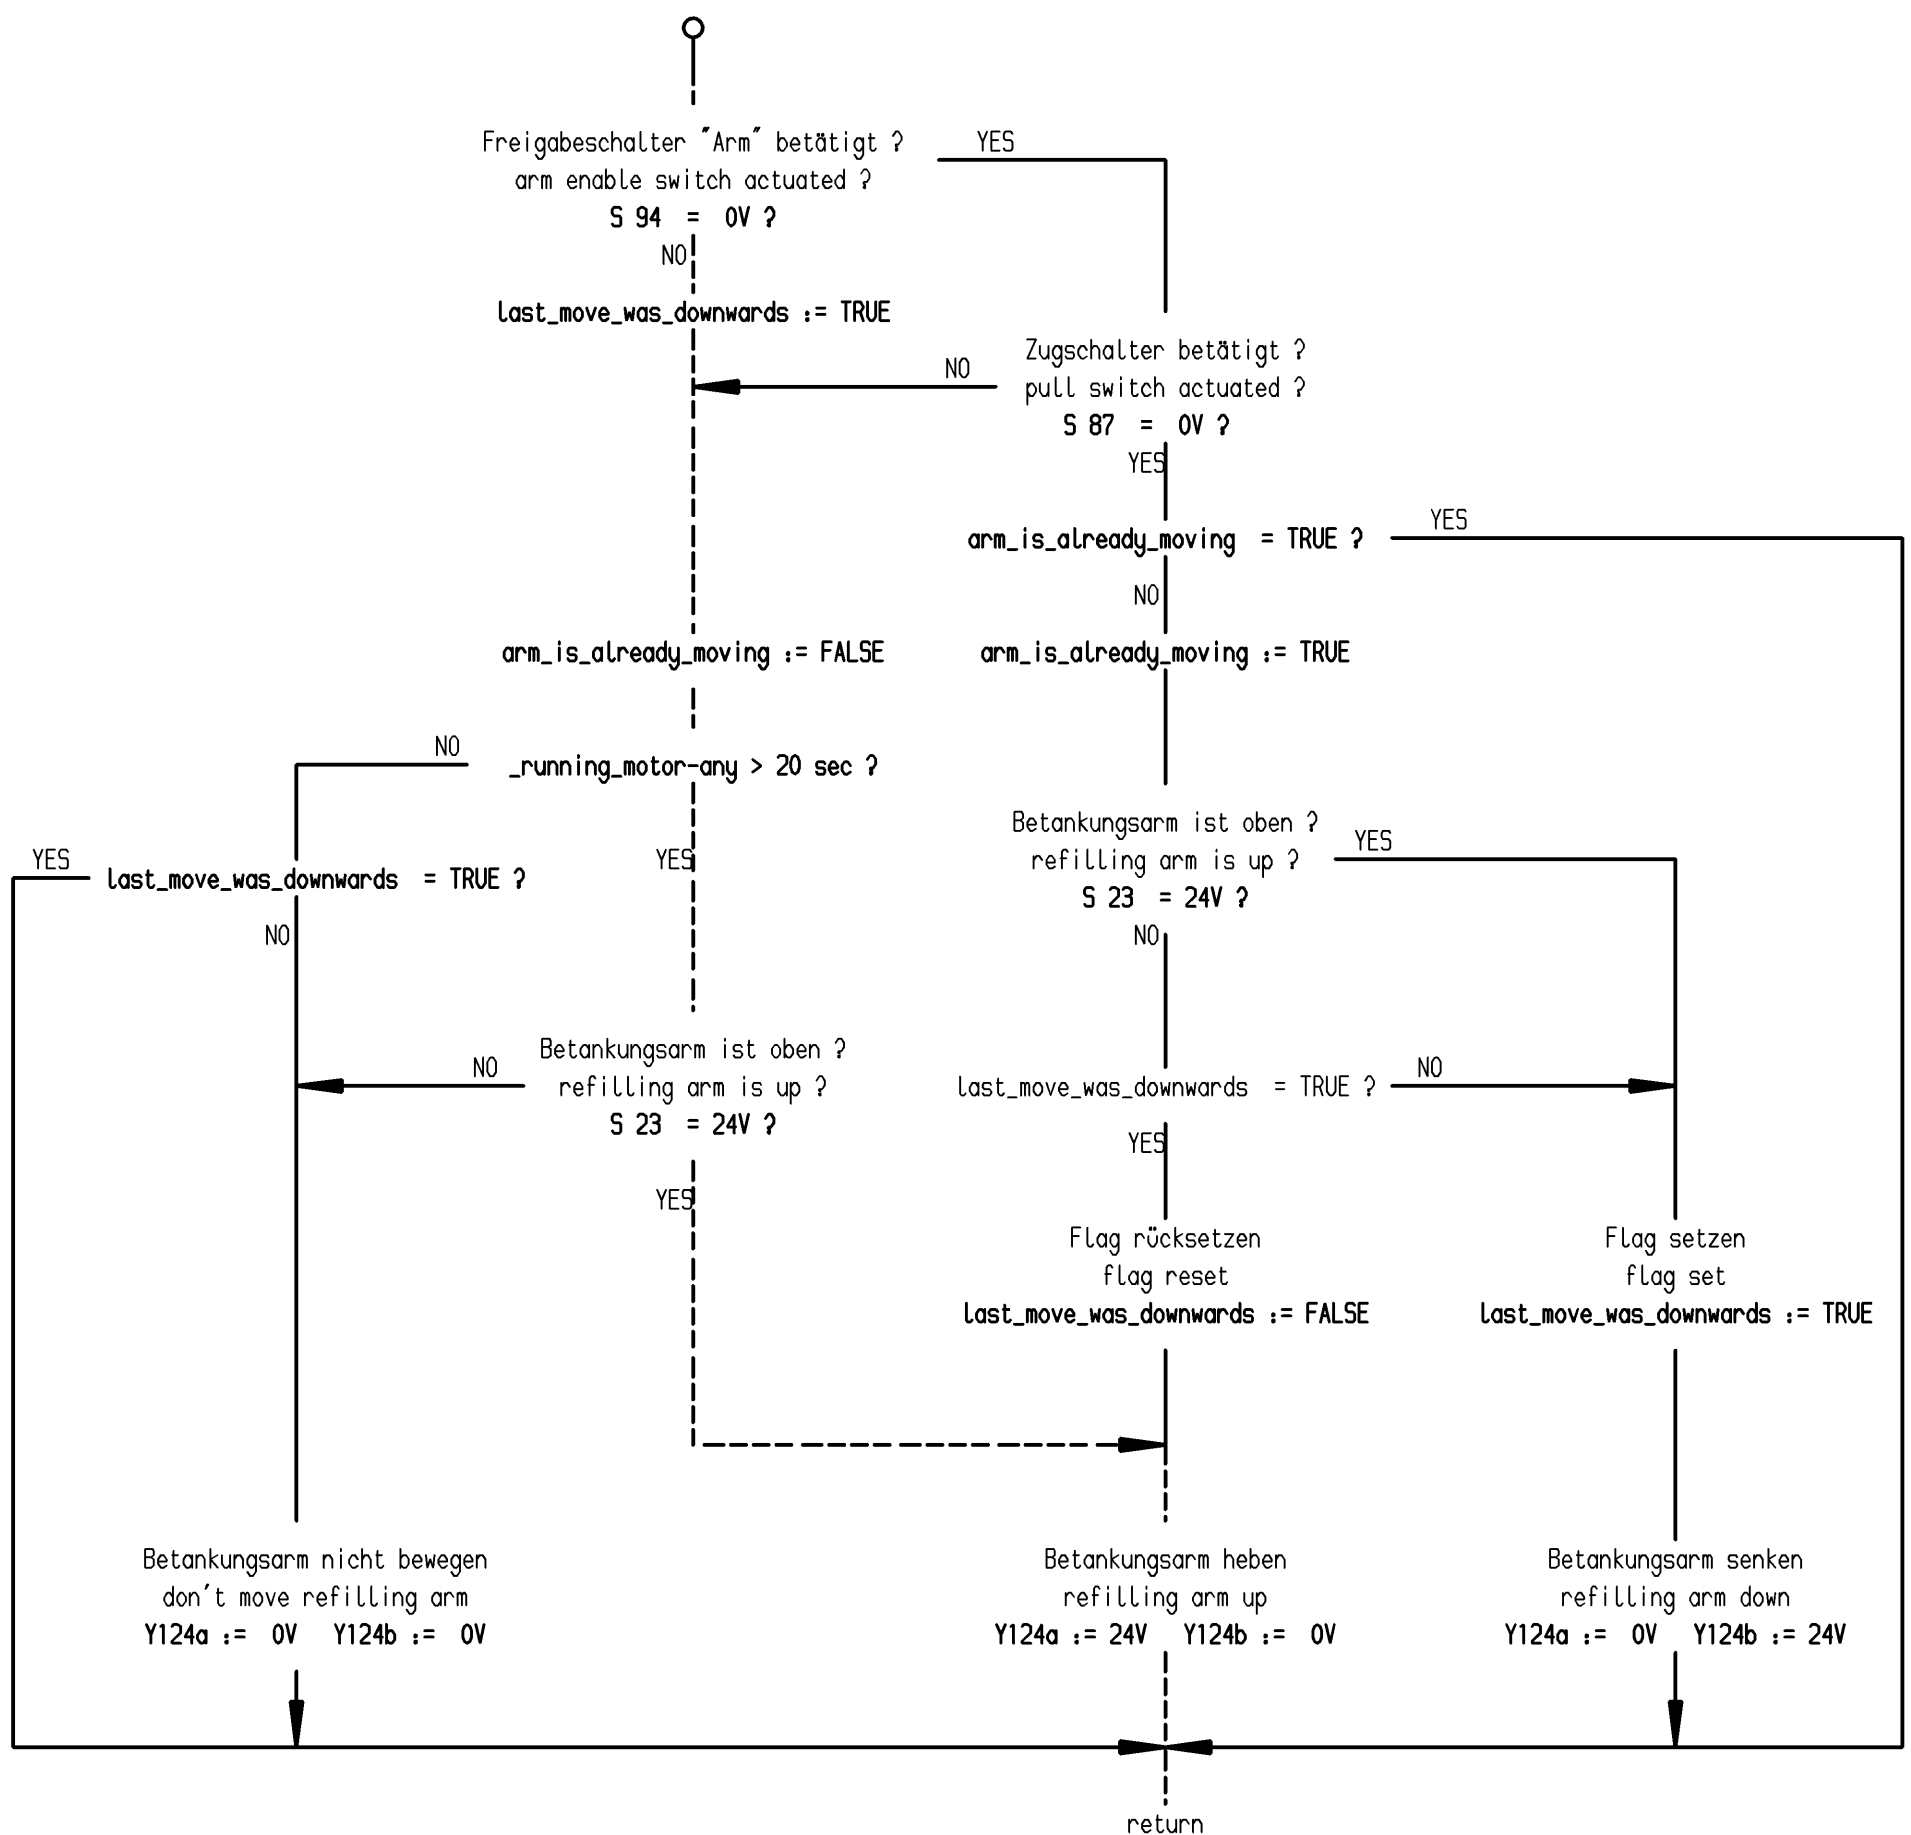 Freigabeschalter "Arm" betätigt ?
YES
arm enable switch actuated ?
S 94 = 0V ?
NO
last_move_was_downwards := TRUE
Zugschalter betätigt ?
NO
pull switch actuated ?
S 87 = 0V ?
YES
arm_is_already_moving = TRUE ?
YES
NO
arm_is_already_moving := FALSE
arm_is_already_moving := TRUE
NO
_running_motor-any > 20 sec ?
Betankungsarm ist oben ?
YES
refilling arm is up ?
S 23 = 24V ?
YES
YES
last_move_was_downwards = TRUE ?
NO
NO
Betankungsarm ist oben ?
NO
refilling arm is up ?
S 23 = 24V ?
last_move_was_downwards = TRUE ?
NO
YES
YES
Flag rücksetzen
flag reset
last_move_was_downwards := FALSE
Flag setzen
flag set
last_move_was_downwards := TRUE
Betankungsarm nicht bewegen
don't move refilling arm
Y124a := 0V Y124b := 0V
Betankungsarm heben
refilling arm up
Y124a := 24V Y124b := 0V
Betankungsarm senken
refilling arm down
Y124a := 0V Y124b := 24V
return